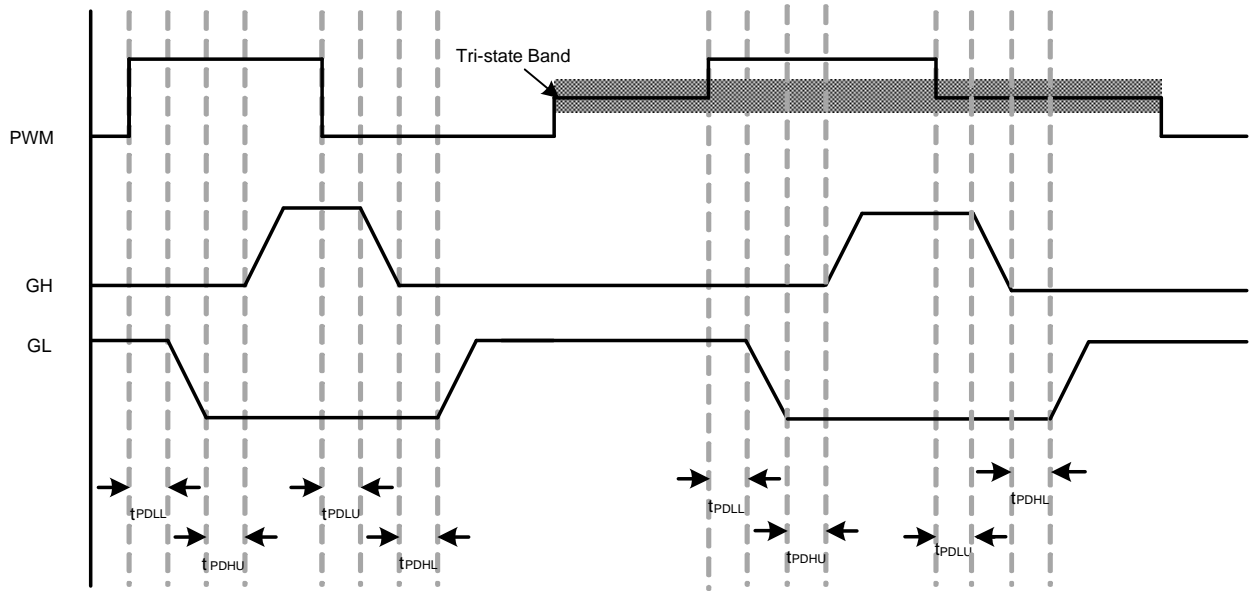 Tri-state Band
PWM
GH
GL
tPDLL
tPDLU
tPDLL
tPDHL
tPDHU
tPDHL
tPDHU
tPDLU